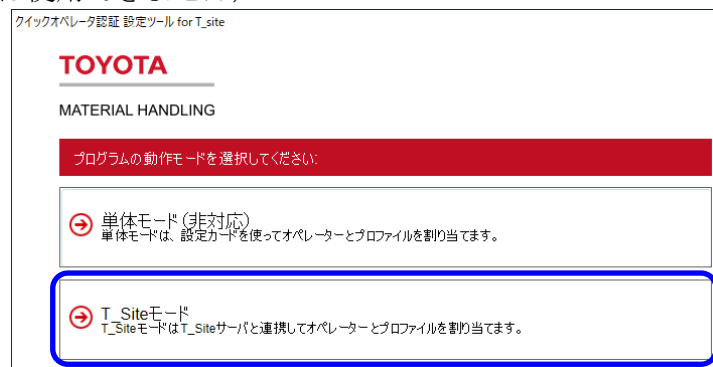 クイックオペレータ認証 設定ツール for T_site
TOYOTA
MATERIAL HANDLING
プログラムの動作モードを選択してください:
単体モード(非対応)
単体モードは、設定カードを使ってオペレーターとプロファイルを割り当てます。
T_Siteモード
T_SiteモードはT_Siteサーバと連携してオペレーターとプロファイルを割り当てます。